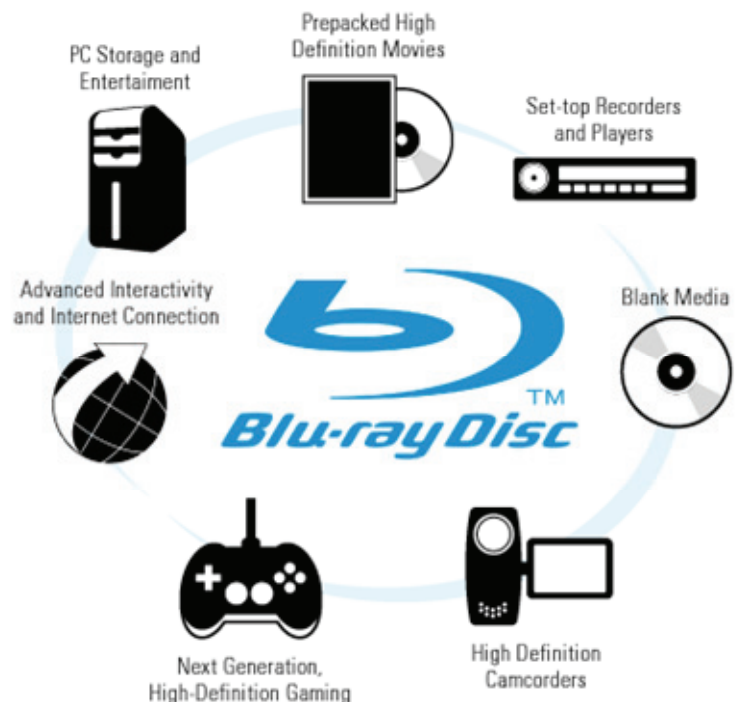 Prepacked High
Definition Movies
PC Storage and
Entertaiment
Set-top Recorders
and Players
Advanced Interactivity
and Internet Connection
Blank Media
TM
Blu-ray Disc
Next Generation,
High-Definition Gaming
High Definition
Camcorders